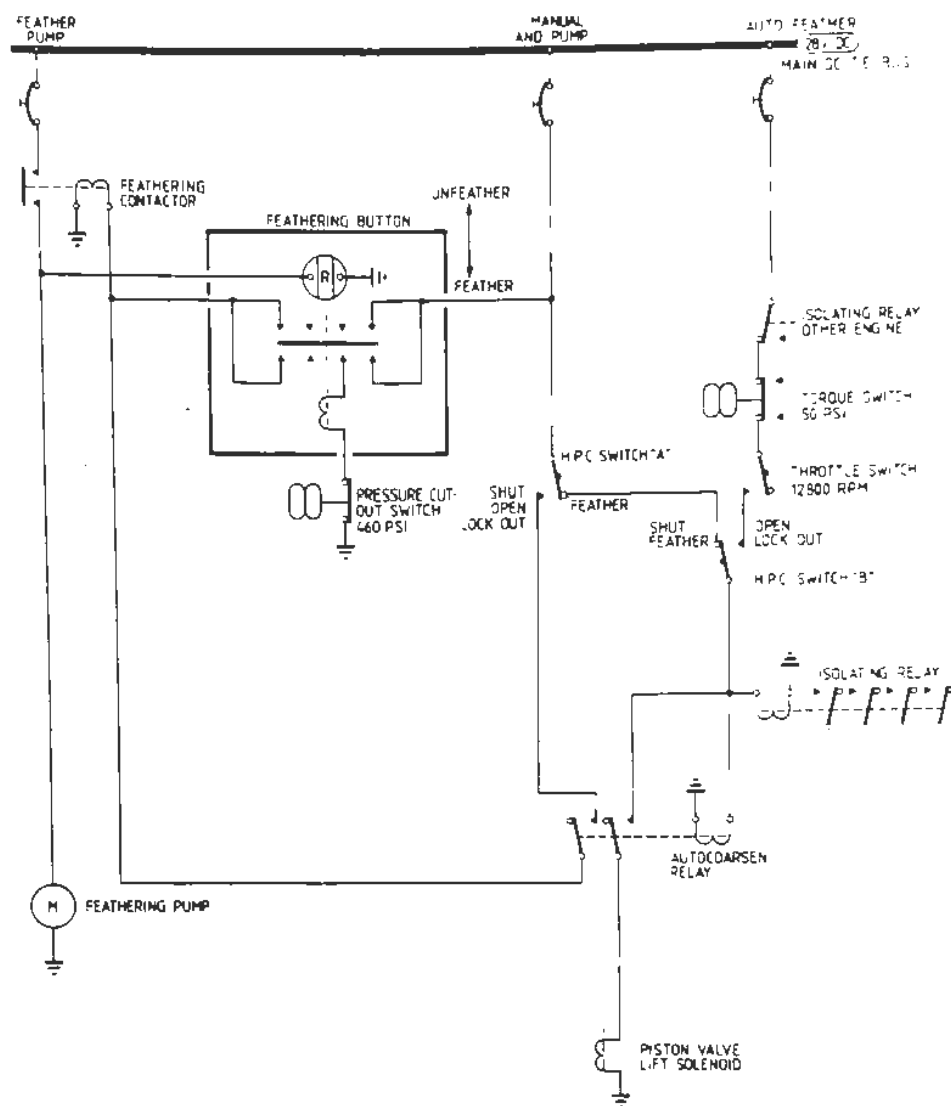 FEATHER
PUMP
MANUAL
AND PUMP
AUTO FEATHER
28V DC
MAIN
FEATHERING
CONTACTOR
UNFEATHER
FEATHERING BUTTON
R
FEATHER
ISOLATING RELAY
OTHER ENGINE
TORQUE SWITCH
50 PSI
H.P.C SWITCH "A"
THROTTLE SWITCH
12800 RPM
PRESSURE CUT-
OUT SWITCH
460 PSI
SHUT
OPEN
LOCK OUT
FEATHER
SHUT
FEATHER
OPEN
LOCK OUT
H.P.C SWITCH "B"
ISOLATING RELAY
AUTOCOARSEN
RELAY
M
FEATHERING PUMP
PISTON VALVE
LIFT SOLENOID